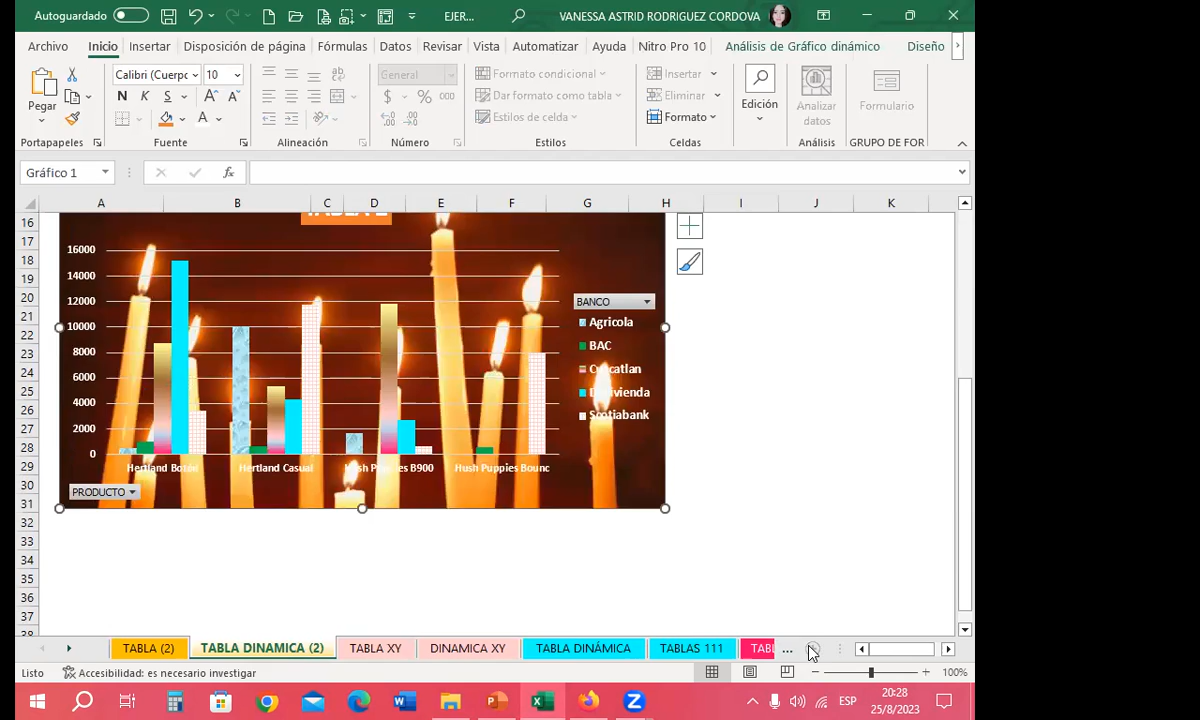 Autoguardado EJER... VANESSA ASTRID RODRIGUEZ CORDOVA
Archivo Inicio Insertar Disposición de página Fórmulas Datos Revisar Vista Automatizar Ayuda Nitro Pro 10 Análisis de Gráfico dinámico Diseño
Pegar
Portapapeles
Calibri (Cuerpc 10
N K S
Fuente
Alineación
General
$ % 000
Número
Formato condicional
Dar formato como tabla
Estilos de celda
Estilos
Insertar
Eliminar
Formato
Celdas
Edición
Analizar datos
Análisis
Formulario
GRUPO DE FOR
Gráfico 1 fx
A B C D E F G H I J K
16
17
18
19
20
21
22
23
24
25
26
27
28
29
30
31
32
33
34
35
36
37
38
16000
14000
12000
10000
8000
6000
4000
2000
0
BANCO
Agricola
BAC
Davivienda
Scotiabank
Hertland Casual
Hush Puppies Bounc
PRODUCTO
TABLA (2) TABLA DINAMICA (2) TABLA XY DINAMICA XY TABLA DINÁMICA TABLAS 111 TABL ...
Listo Accesibilidad: es necesario investigar 100%
ESP 20:28
25/8/2023